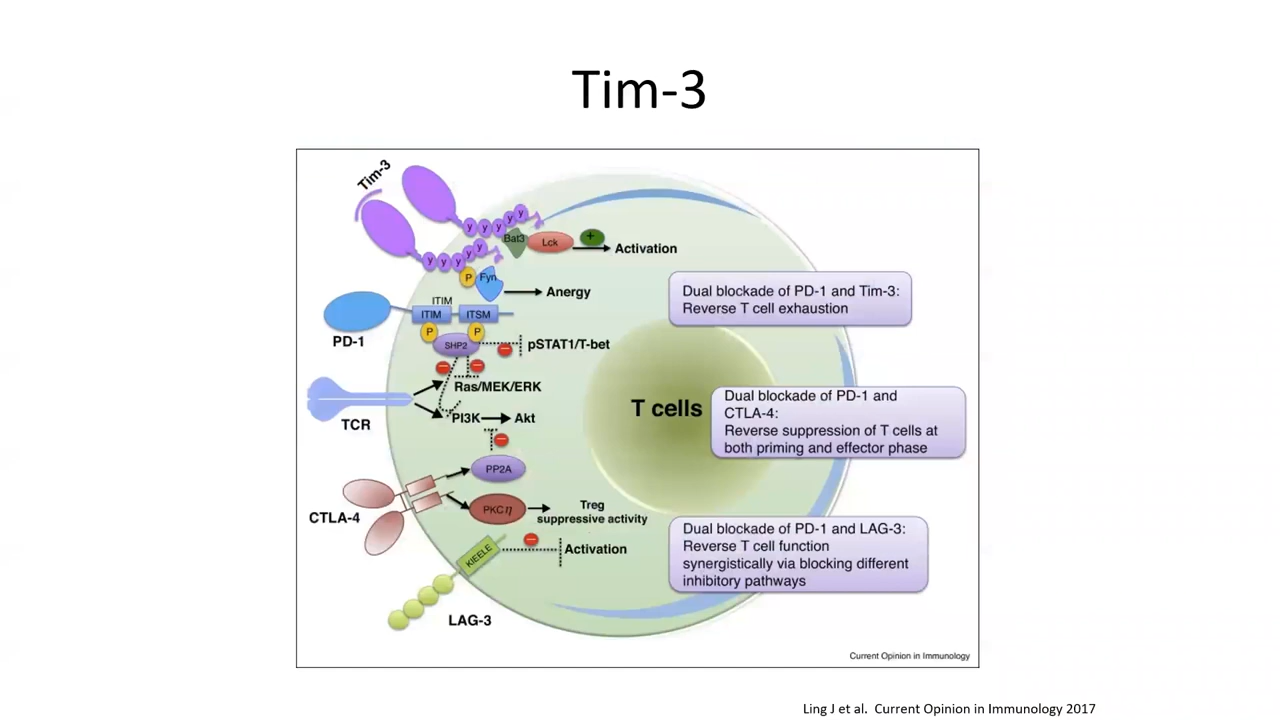 Tim-3
Tim-3
y y y y y
Bat3
Lck
+
Activation
y y y y y
P
Fyn
Anergy
ITIM
ITIM
ITSM
PD-1
P
P
SHP2
pSTAT1/T-bet
Ras/MEK/ERK
TCR
PI3K
Akt
PP2A
CTLA-4
PKCη
Treg
suppressive activity
KIEELE
Activation
LAG-3
T cells
Dual blockade of PD-1 and Tim-3:
Reverse T cell exhaustion
Dual blockade of PD-1 and
CTLA-4:
Reverse suppression of T cells at
both priming and effector phase
Dual blockade of PD-1 and LAG-3:
Reverse T cell function
synergistically via blocking different
inhibitory pathways
Current Opinion in Immunology
Ling J et al. Current Opinion in Immunology 2017